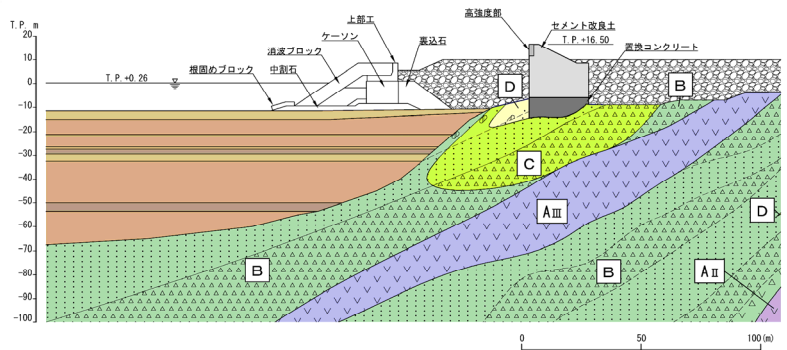 T.P. m
20
10
0
-10
-20
-30
-40
-50
-60
-70
-80
-90
-100
上部工
ケーソン
裏込石
消波ブロック
中割石
根固めブロック
T.P.+0.26
高強度部
セメント改良土
T.P.+16.50
置換コンクリート
D
B
C
AⅢ
D
B
B
AⅡ
0 50 100(m)